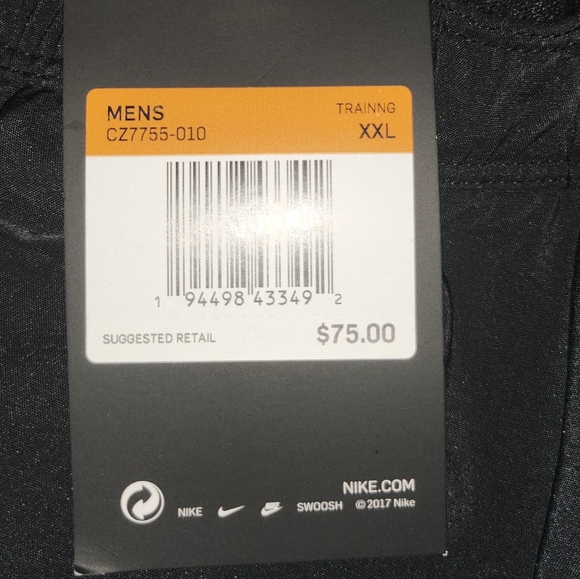 MENS TRAINNG
CZ7755-010 XXL
1 94498 43349 2
SUGGESTED RETAIL $75.00
NIKE.COM
NIKE SWOOSH © 2017 Nike